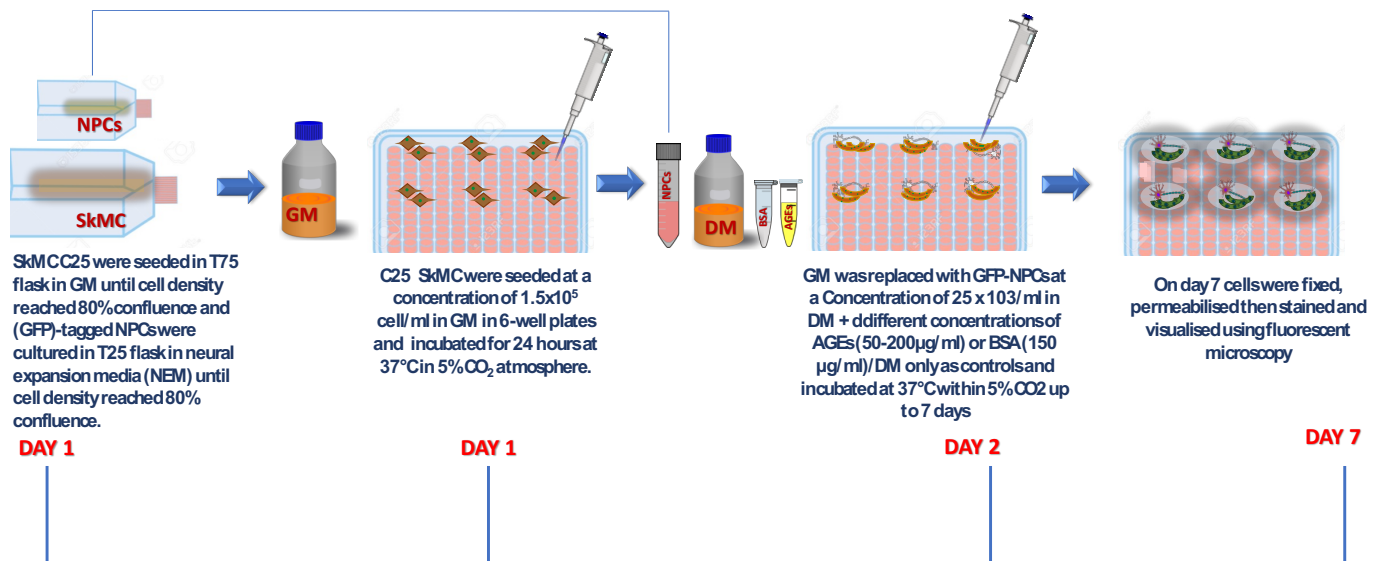 NPCs
SkMC
GM
NPCs
DM
BSA
AGEs
SkMC C25 were seeded in T75
flask in GM until cell density
reached 80% confluence and
(GFP)-tagged NPCs were
cultured in T25 flask in neural
expansion media (NEM) until
cell density reached 80%
confluence.
C25 SkMC were seeded at a
concentration of 1.5x10⁵
cell/ml in GM in 6-well plates
and incubated for 24 hours at
37°C in 5% CO₂ atmosphere.
GM was replaced with GFP-NPCs at
a Concentration of 25 x 103/ml in
DM + ddifferent concentrations of
AGEs (50-200µg/ml) or BSA (150
µg/ml)/DM only as controls and
incubated at 37°C within 5% CO2 up
to 7 days
On day 7 cells were fixed,
permeabilised then stained and
visualised using fluorescent
microscopy
DAY 1
DAY 1
DAY 2
DAY 7